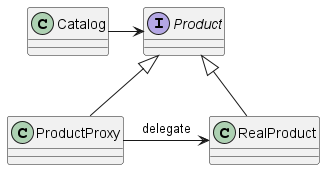 C Catalog
I Product
C ProductProxy
delegate
C RealProduct